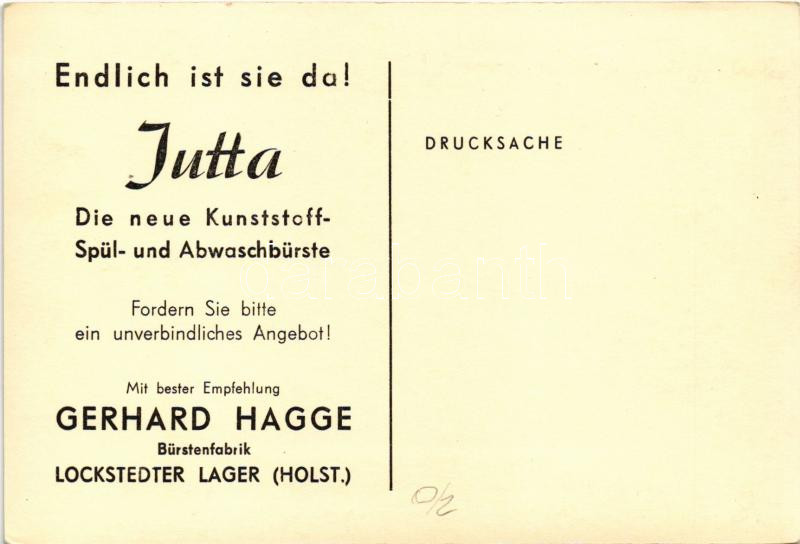 Endlich ist sie da!
Jutta
Die neue Kunststoff-
Spül- und Abwaschbürste
Fordern Sie bitte
ein unverbindliches Angebot!
Mit bester Empfehlung
GERHARD HAGGE
Bürstenfabrik
LOCKSTEDTER LAGER (HOLST.)
DRUCKSACHE
darabanth